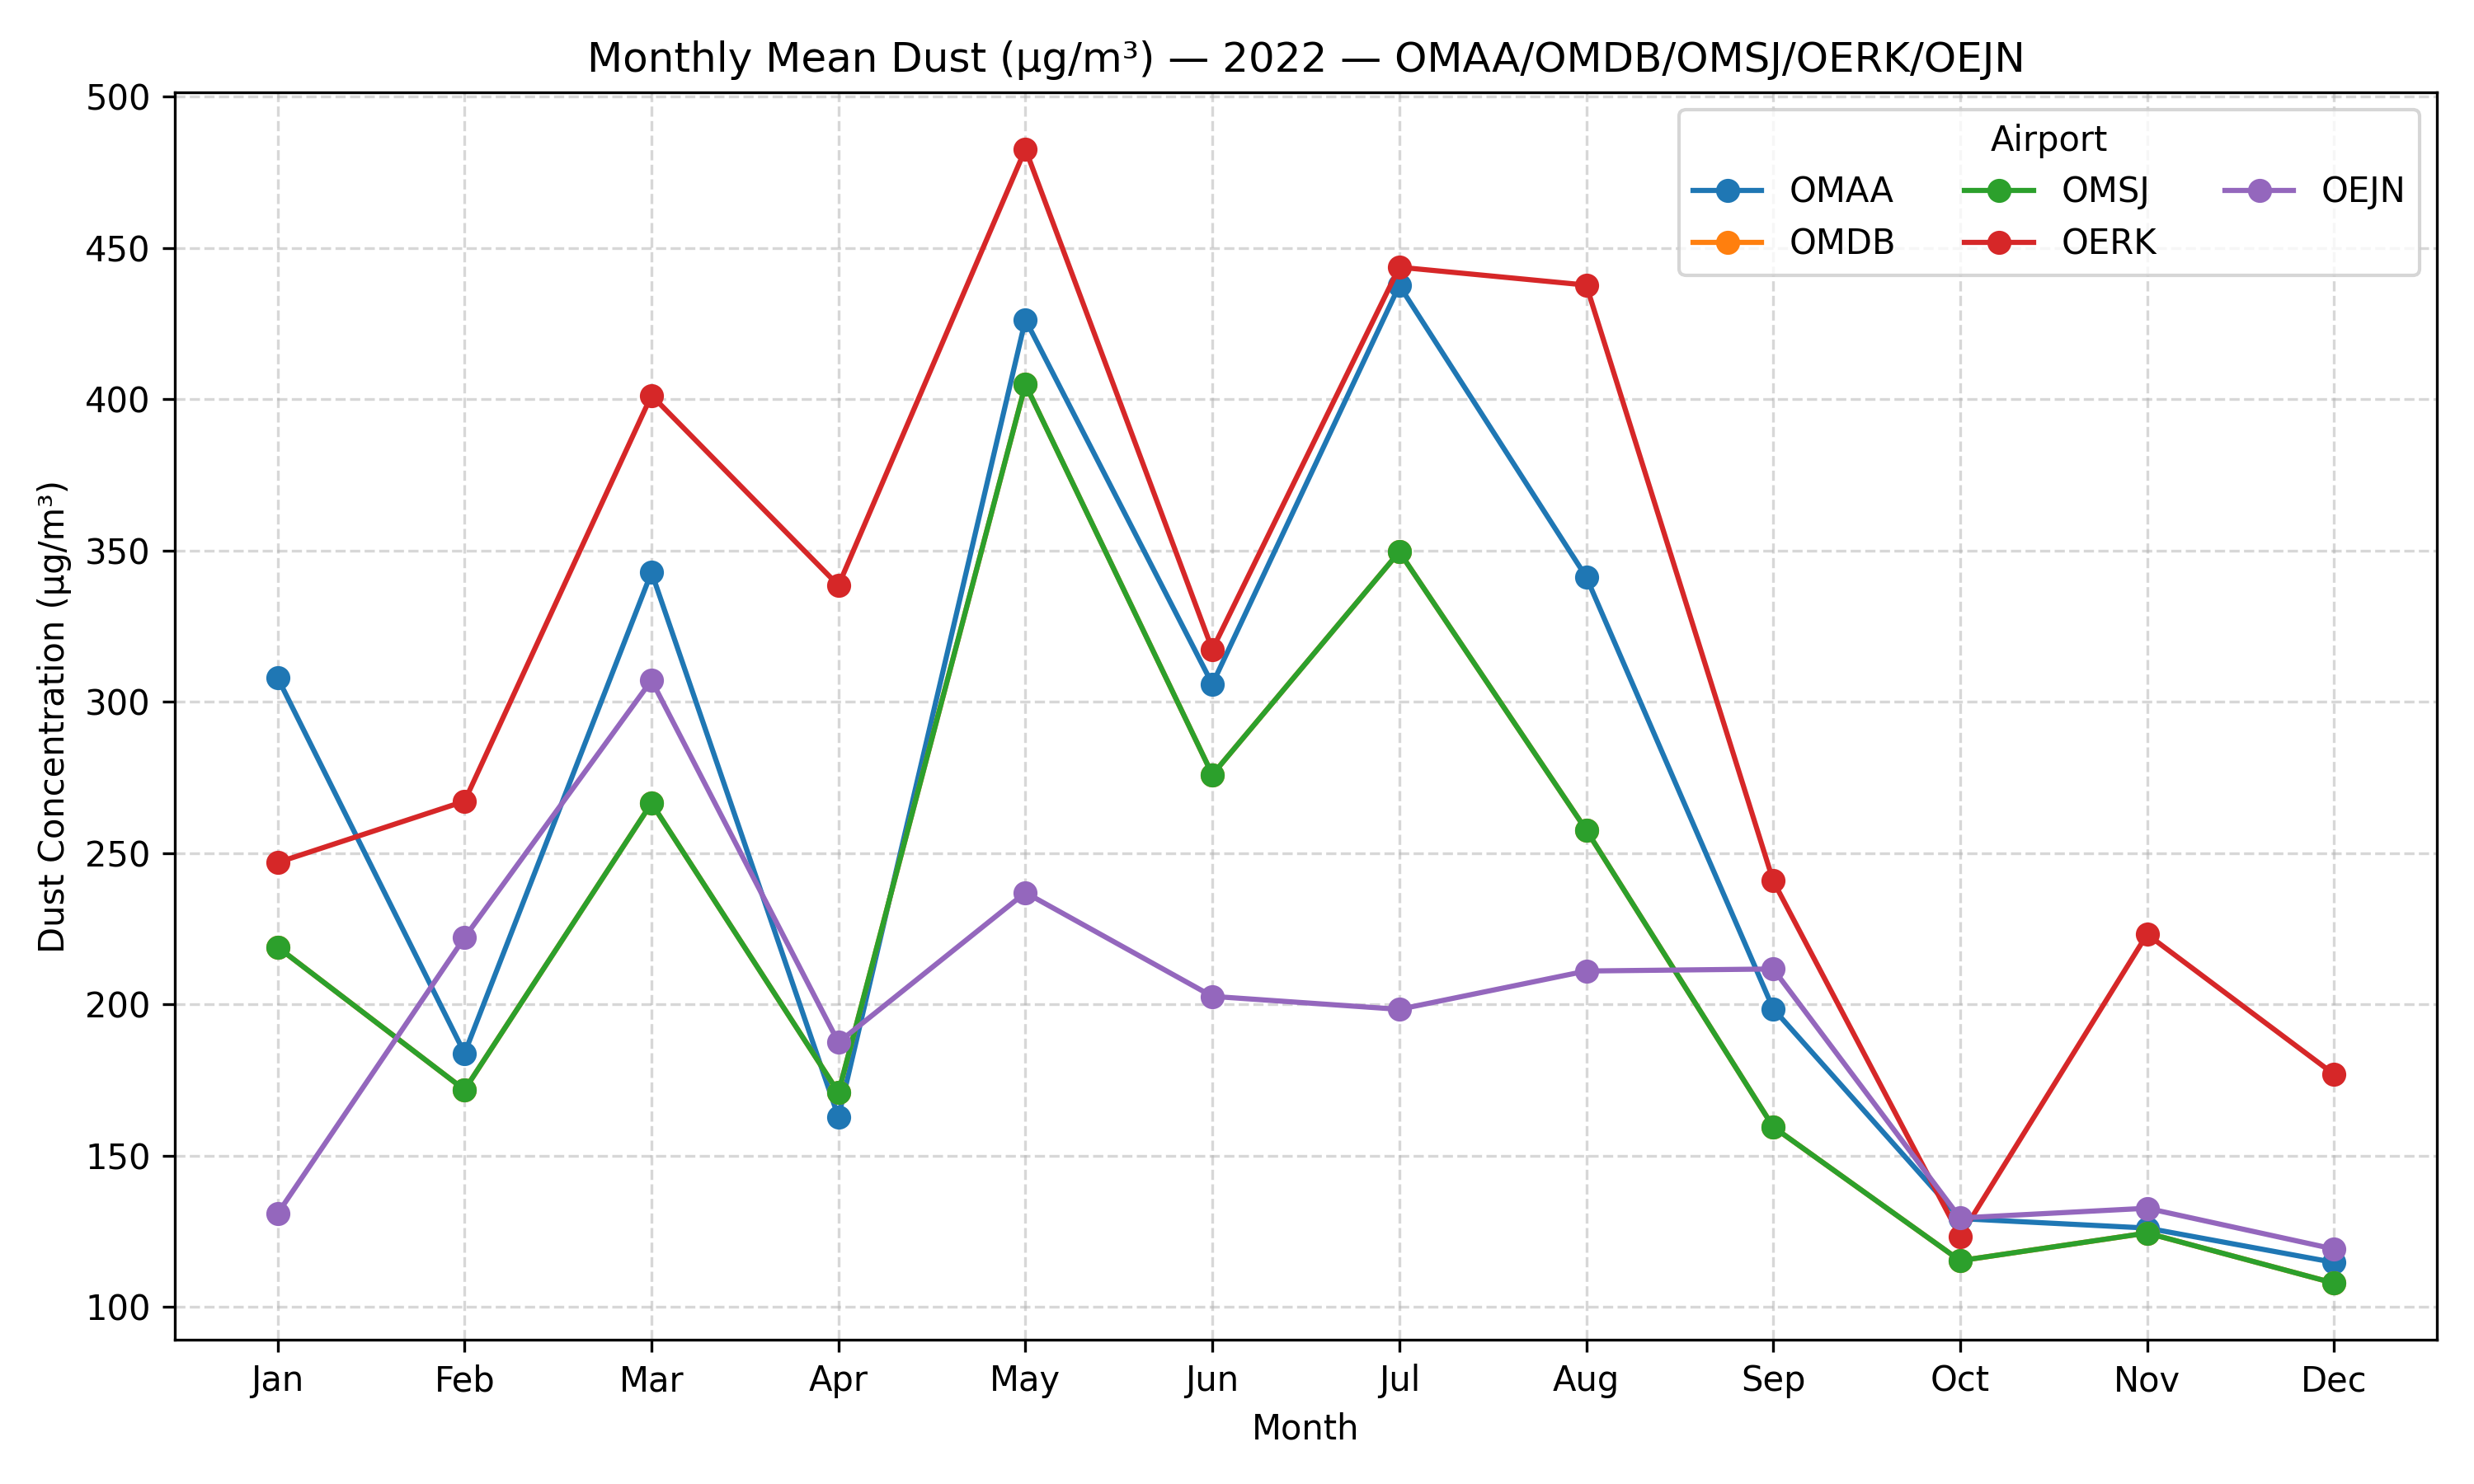 Monthly Mean Dust (µg/m³) — 2022 — OMAA/OMDB/OMSJ/OERK/OEJN
Airport
OMAA
OMDB
OMSJ
OERK
OEJN
Dust Concentration (µg/m³)
500
450
400
350
300
250
200
150
100
Jan Feb Mar Apr May Jun Jul Aug Sep Oct Nov Dec
Month